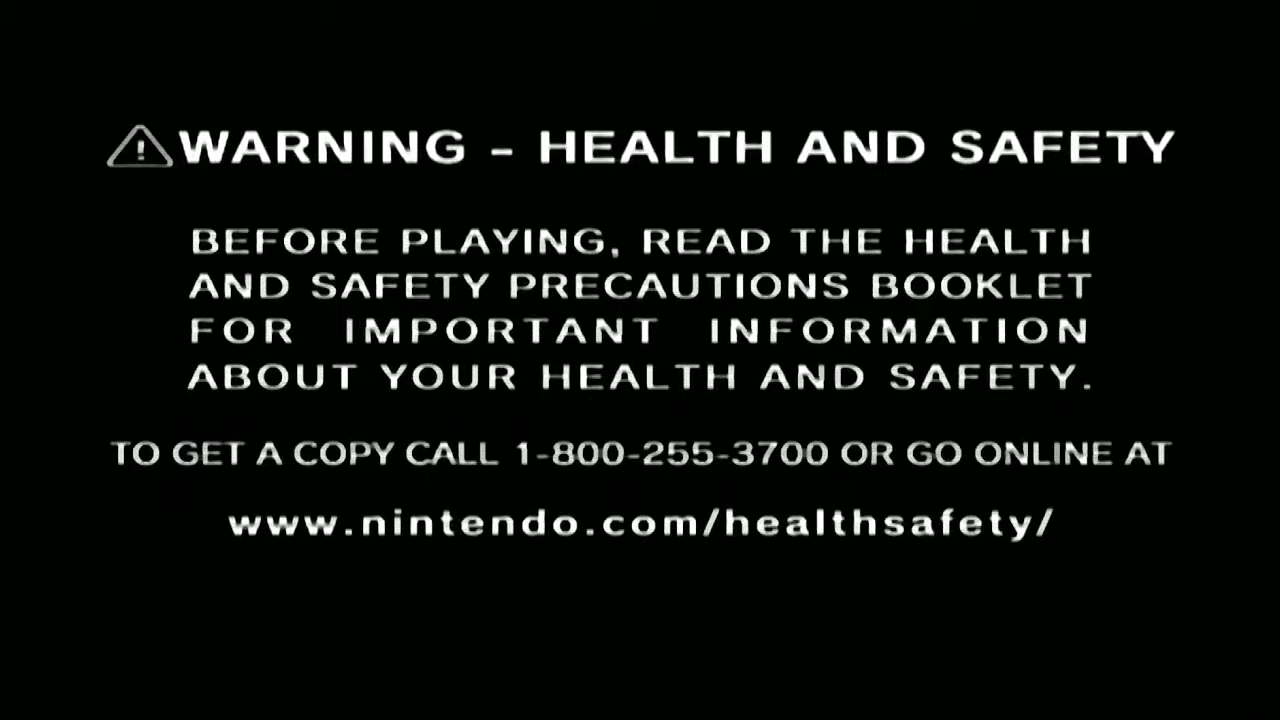 WARNING - HEALTH AND SAFETY
BEFORE PLAYING, READ THE HEALTH
AND SAFETY PRECAUTIONS BOOKLET
FOR IMPORTANT INFORMATION
ABOUT YOUR HEALTH AND SAFETY.
TO GET A COPY CALL 1-800-255-3700 OR GO ONLINE AT
www.nintendo.com/healthsafety/